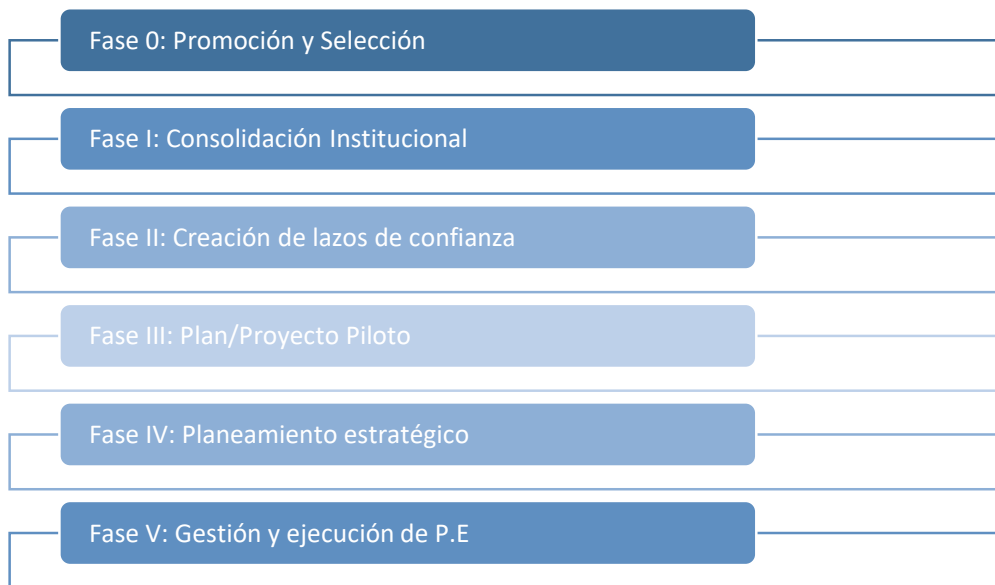 Fase 0: Promoción y Selección
Fase I: Consolidación Institucional
Fase II: Creación de lazos de confianza
Fase III: Plan/Proyecto Piloto
Fase IV: Planeamiento estratégico
Fase V: Gestión y ejecución de P.E